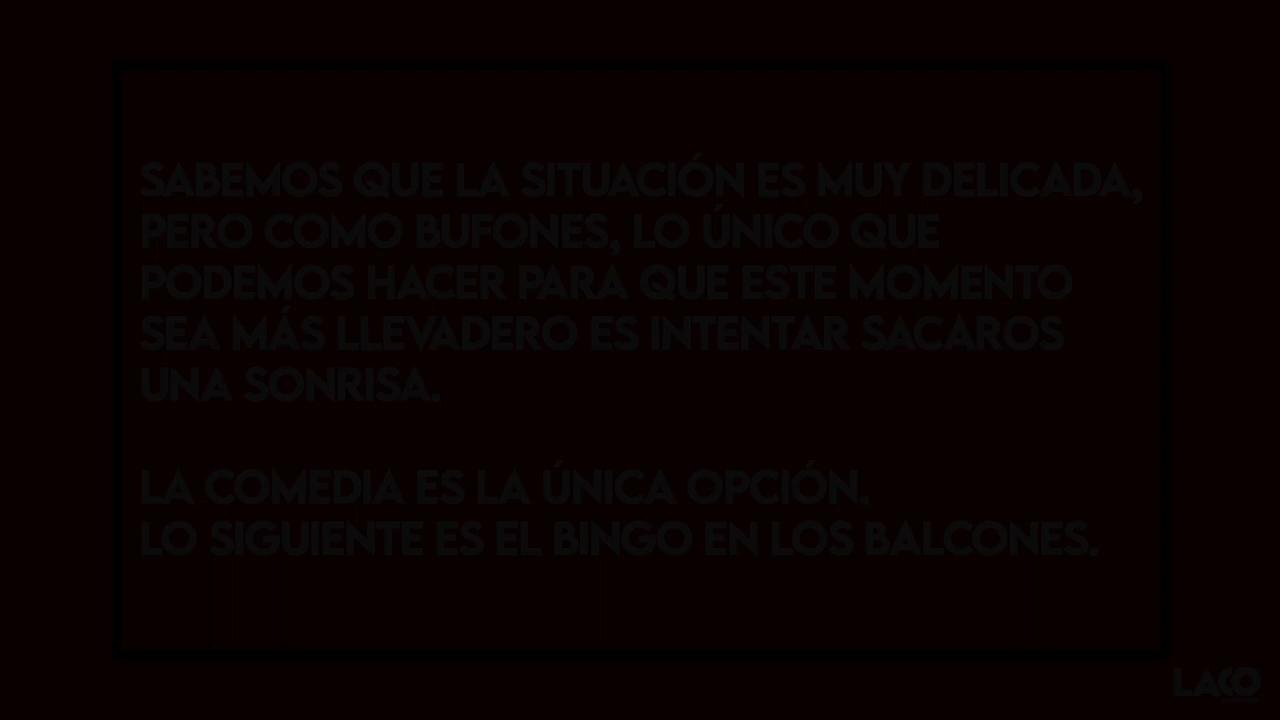 SABEMOS QUE LA SITUACIÓN ES MUY DELICADA,
PERO COMO BUFONES, LO ÚNICO QUE
PODEMOS HACER PARA QUE ESTE MOMENTO
SEA MÁS LLEVADERO ES INTENTAR SACAROS
UNA SONRISA.
LA COMEDIA ES LA ÚNICA OPCIÓN.
LO SIGUIENTE ES EL BINGO EN LOS BALCONES.
LACO